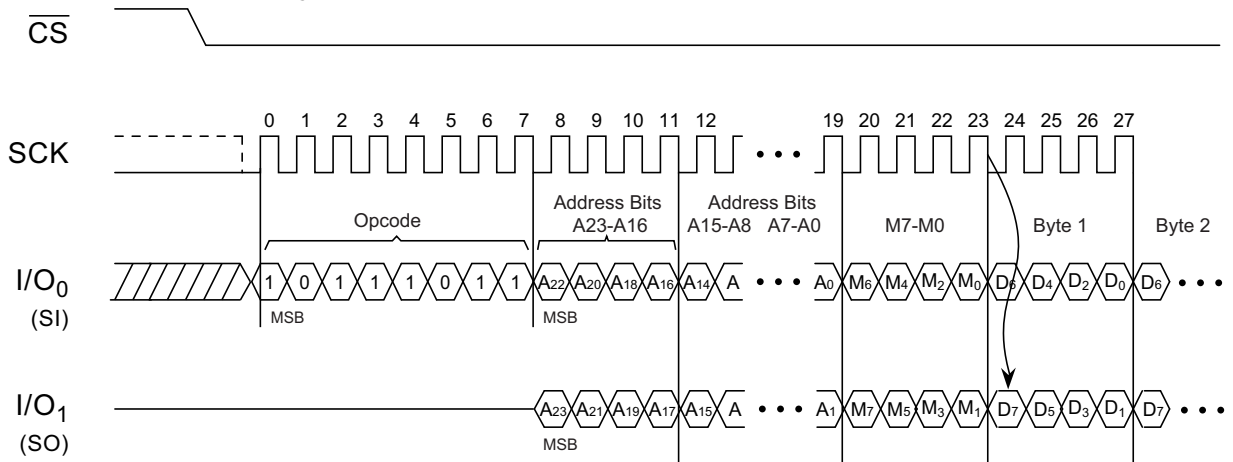 CS
0 1 2 3 4 5 6 7 8 9 10 11 12 19 20 21 22 23 24 25 26 27
SCK
• • •
Address Bits Address Bits
Opcode A23-A16 A15-A8 A7-A0 M7-M0 Byte 1 Byte 2
I/O0 1 0 1 1 1 0 1 1 A22 A20 A18 A16 A14 A • • • A0 M6 M4 M2 M0 D6 D4 D2 D0 D6 • • •
(SI) MSB MSB
I/O1 A23 A21 A19 A17 A15 A • • • A1 M7 M5 M3 M1 D7 D5 D3 D1 D7 • • •
(SO) MSB